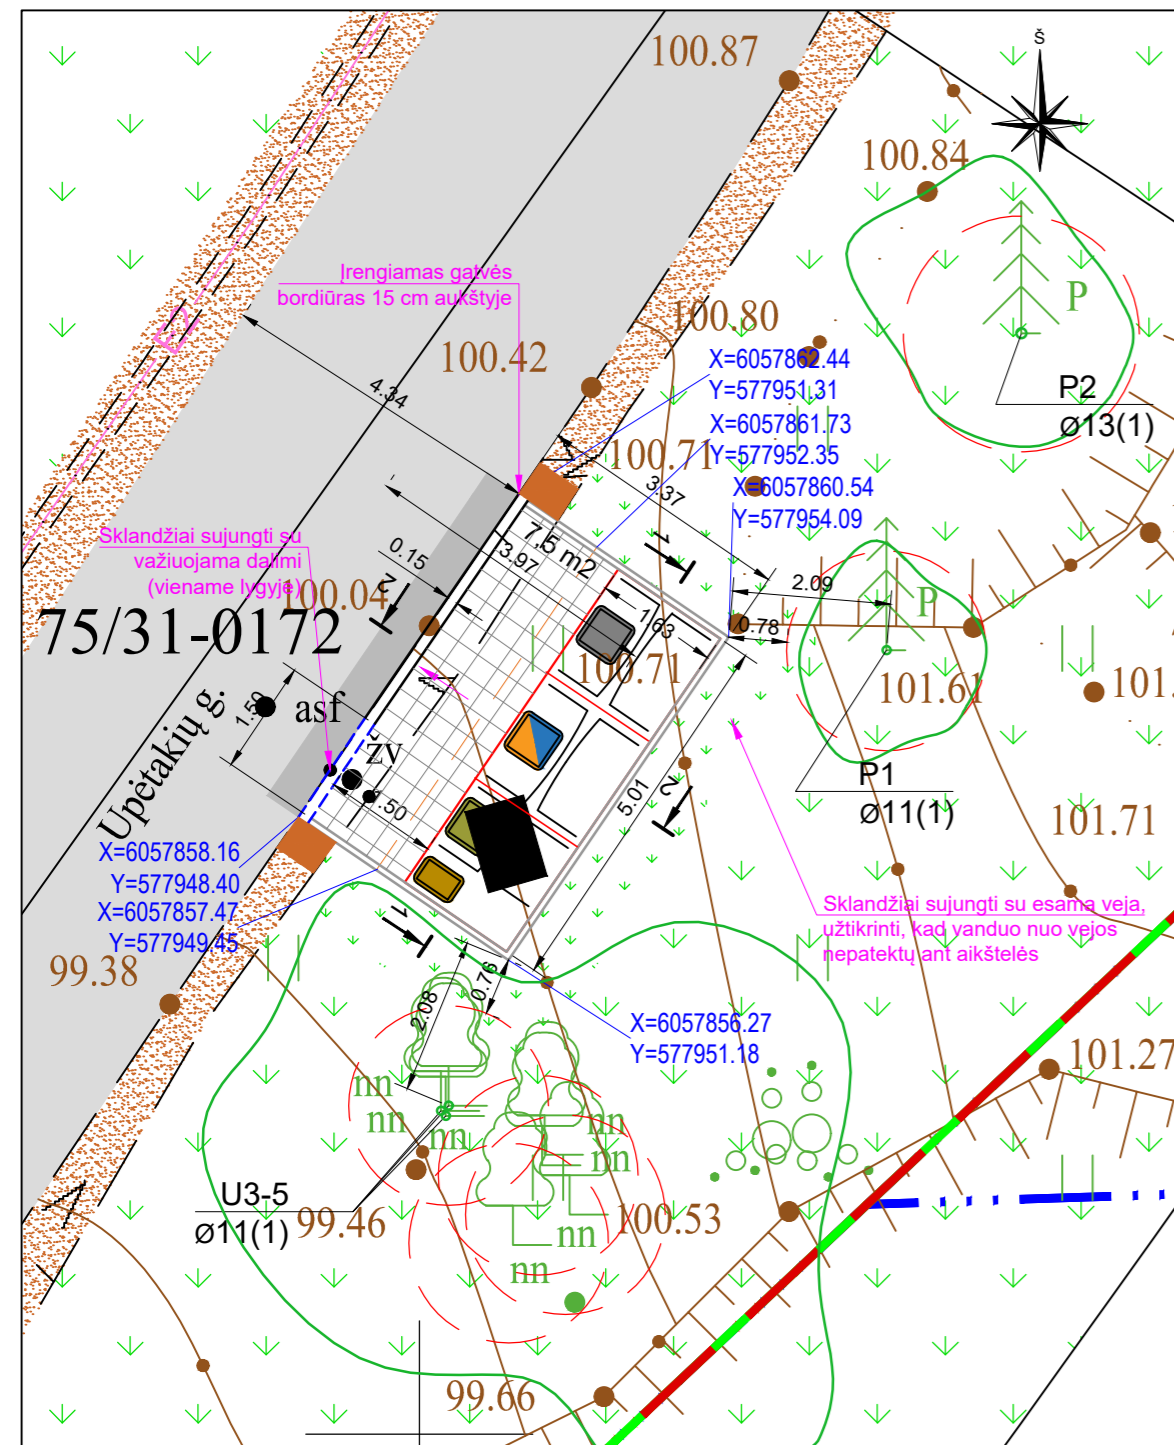 100.87
Š
100.84
Įrengiamas gatvės
bordiūras 15 cm aukštyje
E2
P
100.80
100.42
X=6057862.44
Y=577951.31
4.34
P2
Ø13(1)
X=6057861.73
Y=577952.35
100.71
3.37
X=6057860.54
Y=577954.09
Sklandžiai sujungti su
važiuojama dalimi
(viename lygyje)
7,5 m2
0.15
3.97
1
2
2.09
100.04
P
0.78
1.63
75/31-0172
100.71
101.61
101.
1.50
asf
Upėtakių g.
žv
P1
Ø11(1)
5.01
2
1.50
101.71
X=6057858.16
Y=577948.40
X=6057857.47
Y=577949.45
1
Sklandžiai sujungti su esama veja,
užtikrinti, kad vanduo nuo vejos
nepatektų ant aikštelės
99.38
2.08
0.76
X=6057856.27
Y=577951.18
101.27
nn
nn
nn
nn
nn
U3-5
Ø11(1)
99.46
100.53
nn
nn
99.66